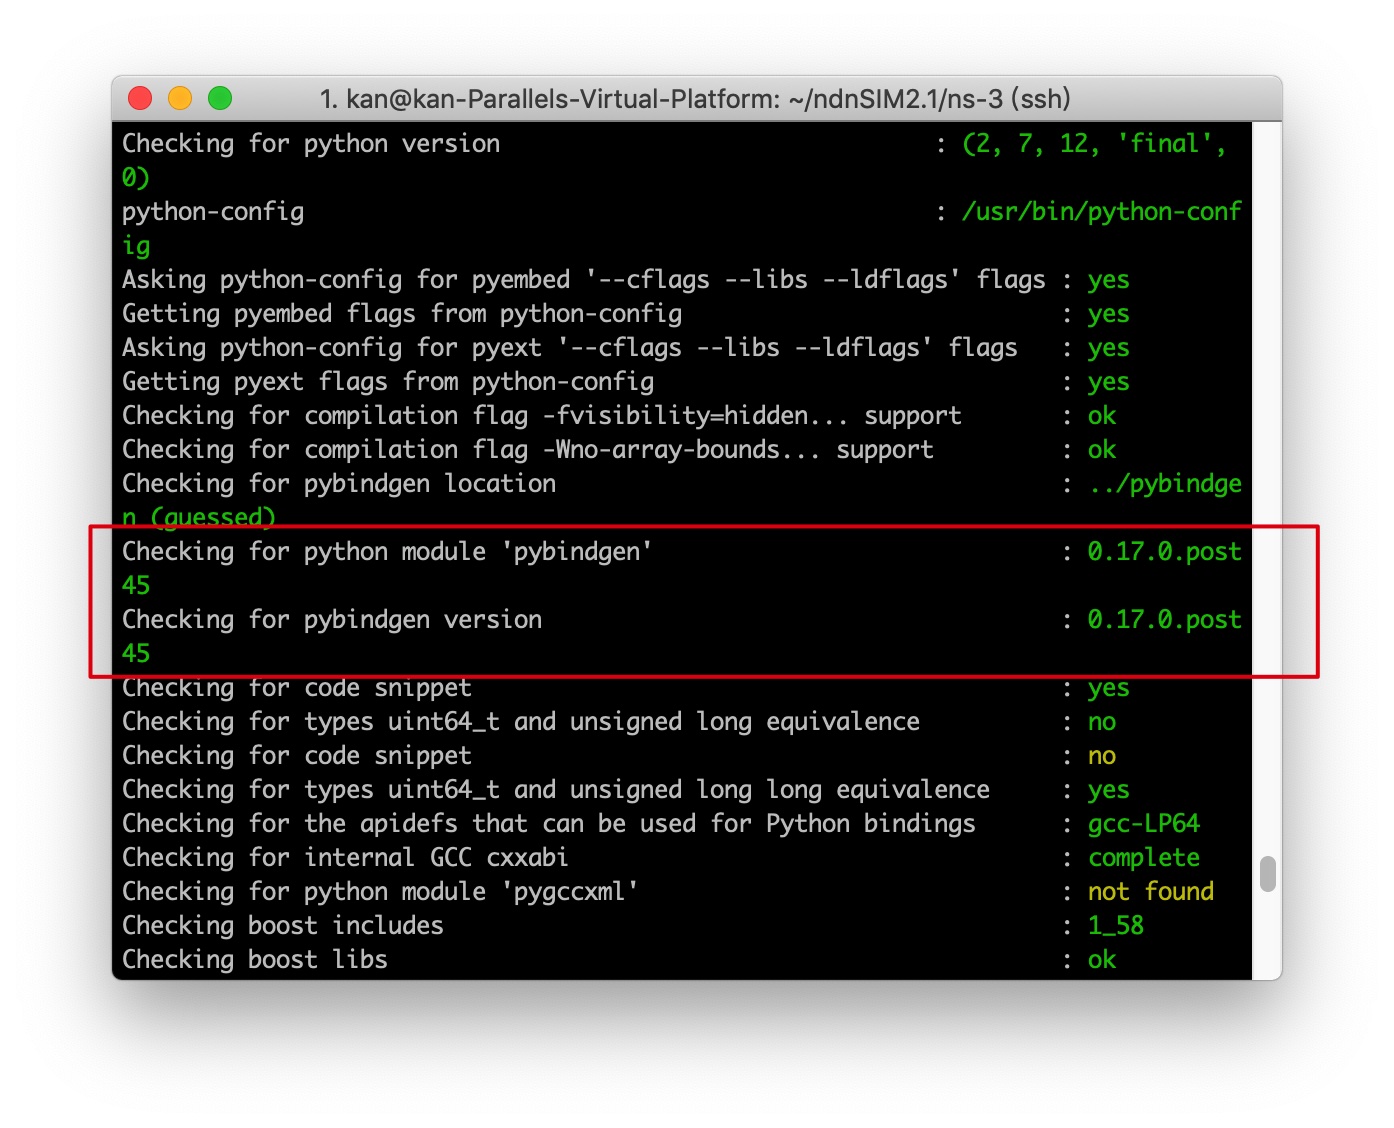 1. kan@kan-Parallels-Virtual-Platform: ~/ndnSIM2.1/ns-3 (ssh)
Checking for python version : (2, 7, 12, 'final',
0)
python-config : /usr/bin/python-conf
ig
Asking python-config for pyembed '--cflags --libs --ldflags' flags : yes
Getting pyembed flags from python-config : yes
Asking python-config for pyext '--cflags --libs --ldflags' flags : yes
Getting pyext flags from python-config : yes
Checking for compilation flag -fvisibility=hidden... support : ok
Checking for compilation flag -Wno-array-bounds... support : ok
Checking for pybindgen location : ../pybindge
n (guessed)
Checking for python module 'pybindgen' : 0.17.0.post
45
Checking for pybindgen version : 0.17.0.post
45
Checking for code snippet : yes
Checking for types uint64_t and unsigned long equivalence : no
Checking for code snippet : no
Checking for types uint64_t and unsigned long long equivalence : yes
Checking for the apidefs that can be used for Python bindings : gcc-LP64
Checking for internal GCC cxxabi : complete
Checking for python module 'pygccxml' : not found
Checking boost includes : 1_58
Checking boost libs : ok